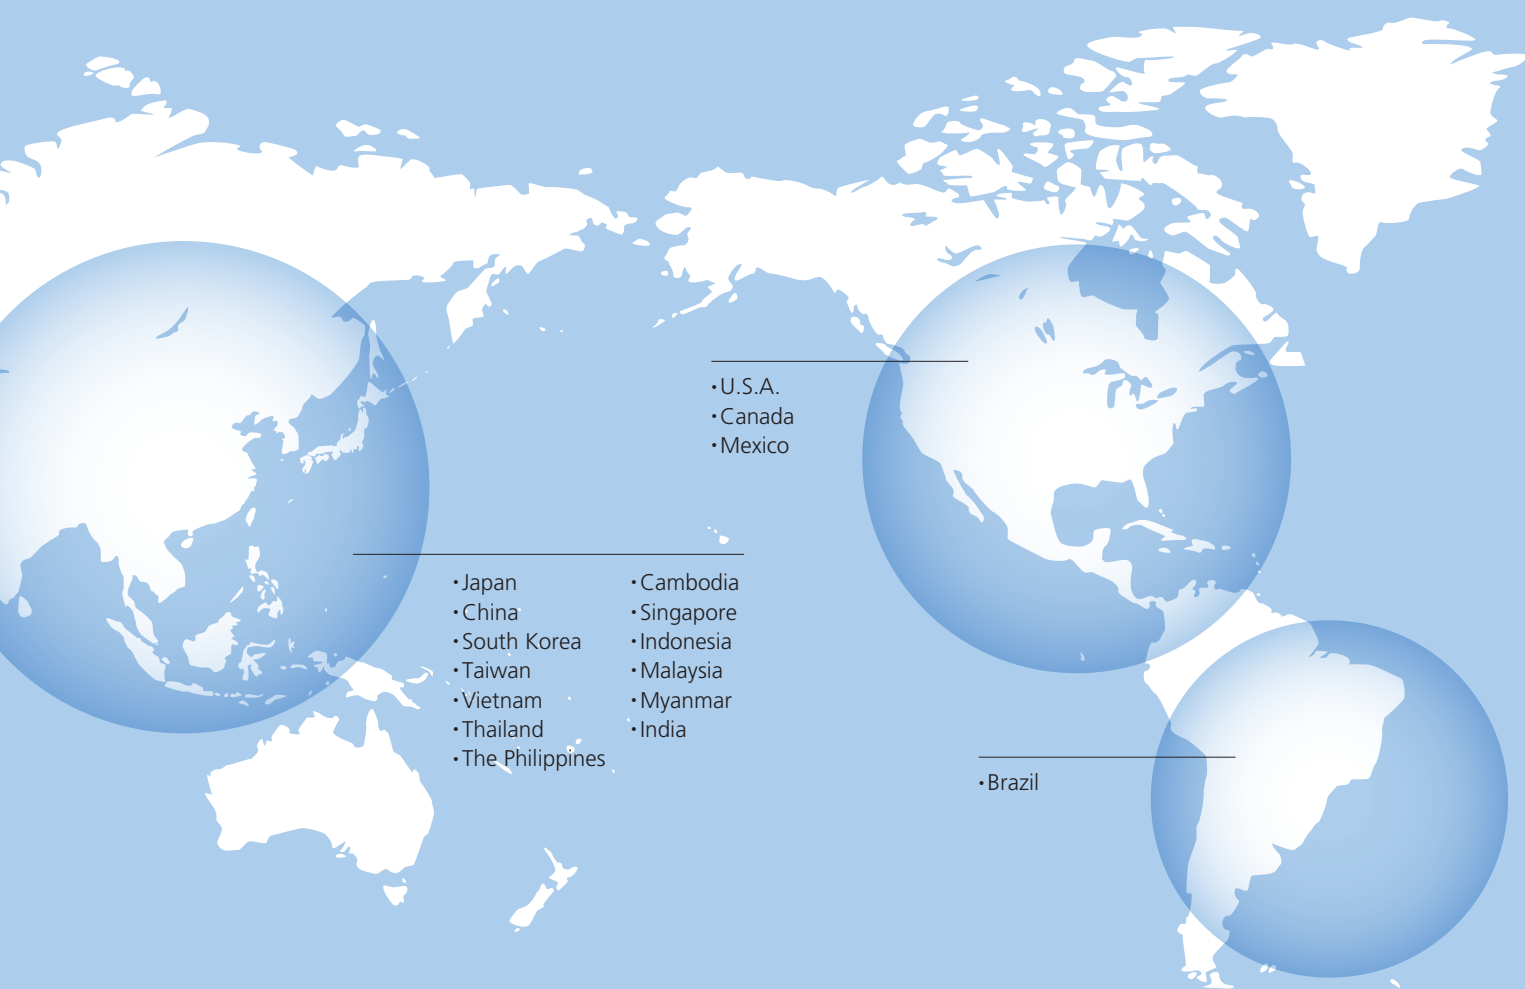 ・U.S.A.
・Canada
・Mexico
・Japan
・China
・South Korea
・Taiwan
・Vietnam
・Thailand
・The Philippines
・Cambodia
・Singapore
・Indonesia
・Malaysia
・Myanmar
・India
・Brazil